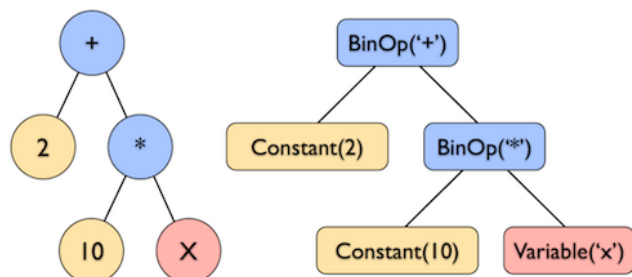 +
2
*
10
X
BinOp(‘+’)
Constant(2)
BinOp(‘*’)
Constant(10)
Variable(‘x’)